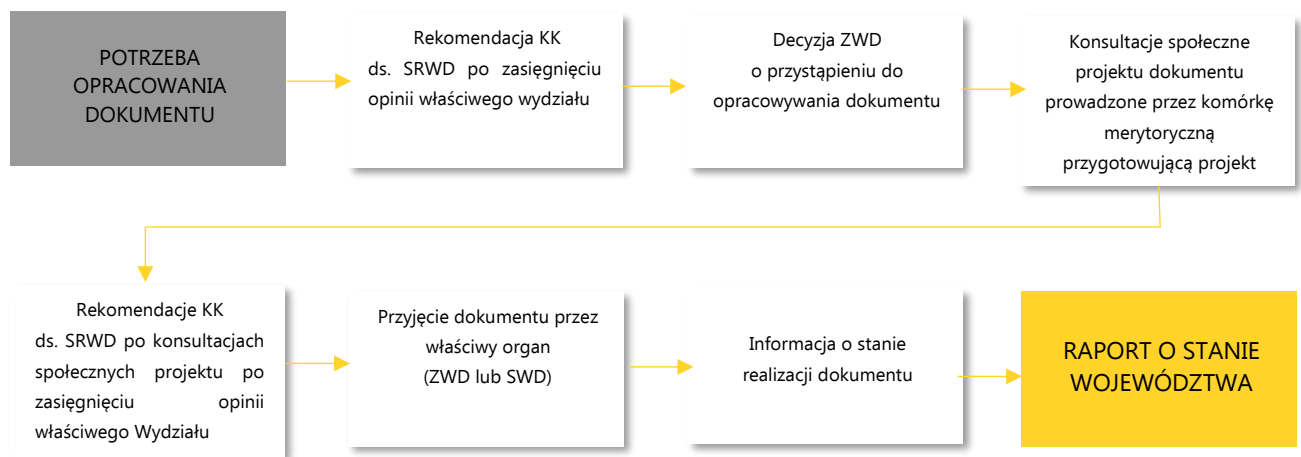 POTRZEBA
OPRACOWANIA
DOKUMENTU
Rekomendacja KK
ds. SRWD po zasięgnięciu
opinii właściwego wydziału
Decyzja ZWD
o przystąpieniu do
opracowywania dokumentu
Konsultacje społeczne
projektu dokumentu
prowadzone przez komórkę
merytoryczną
przygotowującą projekt
Rekomendacje KK
ds. SRWD po konsultacjach
społecznych projektu po
zasięgnięciu opinii
właściwego Wydziału
Przyjęcie dokumentu przez
właściwy organ
(ZWD lub SWD)
Informacja o stanie
realizacji dokumentu
RAPORT O STANIE
WOJEWÓDZTWA